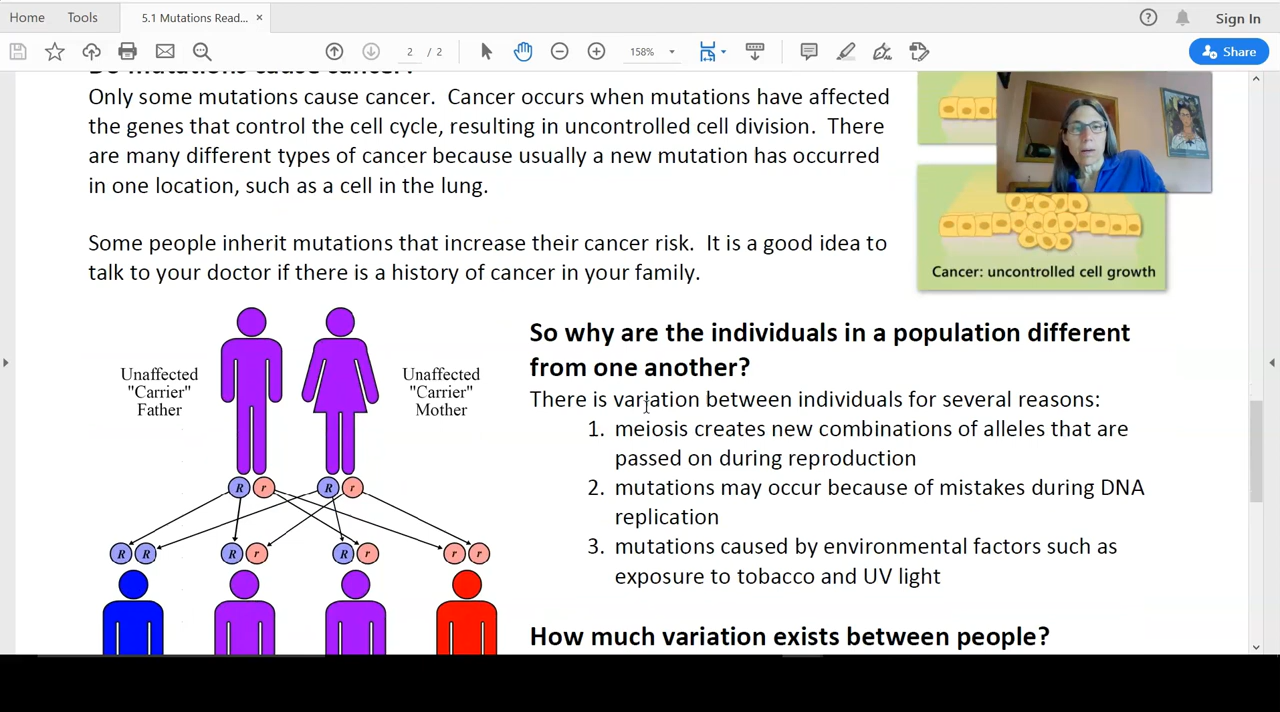 Home Tools 5.1 Mutations Read... × Sign In
2 / 2 158% Share
Do mutations cause cancer?
Only some mutations cause cancer. Cancer occurs when mutations have affected
the genes that control the cell cycle, resulting in uncontrolled cell division. There
are many different types of cancer because usually a new mutation has occurred
in one location, such as a cell in the lung.
Some people inherit mutations that increase their cancer risk. It is a good idea to
talk to your doctor if there is a history of cancer in your family.
Cancer: uncontrolled cell growth
Unaffected
"Carrier"
Father
Unaffected
"Carrier"
Mother
R r R r
R R R r R r r r
So why are the individuals in a population different
from one another?
There is variation between individuals for several reasons:
1. meiosis creates new combinations of alleles that are
passed on during reproduction
2. mutations may occur because of mistakes during DNA
replication
3. mutations caused by environmental factors such as
exposure to tobacco and UV light
How much variation exists between people?